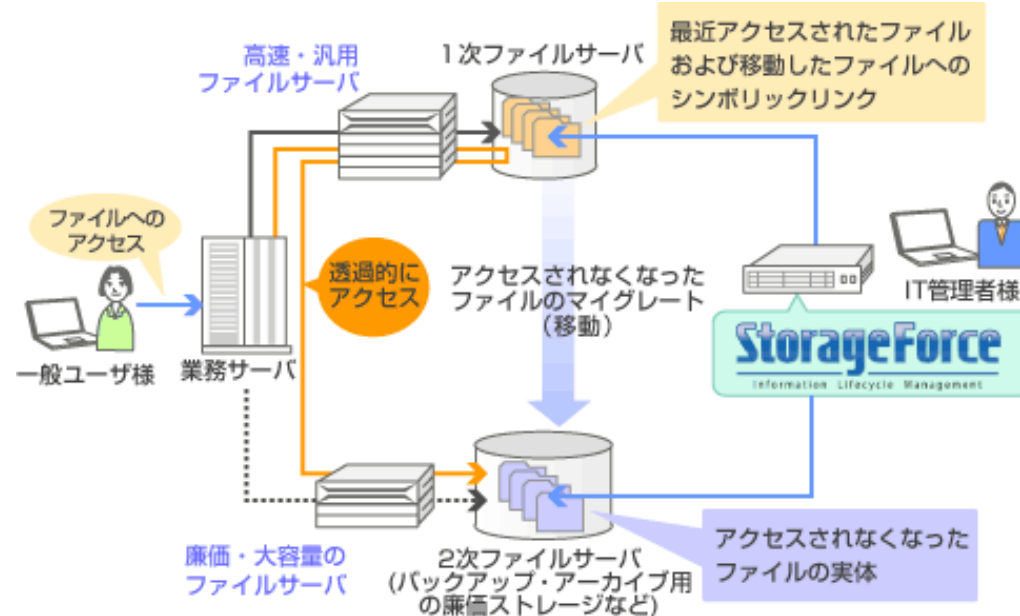 高速・汎用
ファイルサーバ
1次ファイルサーバ
最近アクセスされたファイル
および移動したファイルへの
シンボリックリンク
ファイルへの
アクセス
透過的に
アクセス
アクセスされなくなった
ファイルのマイグレート
（移動）
IT管理者様
StorageForce
Information Lifecycle Management
一般ユーザ様
業務サーバ
廉価・大容量の
ファイルサーバ
2次ファイルサーバ
(バックアップ・アーカイブ用
の廉価ストレージなど)
アクセスされなくなった
ファイルの実体